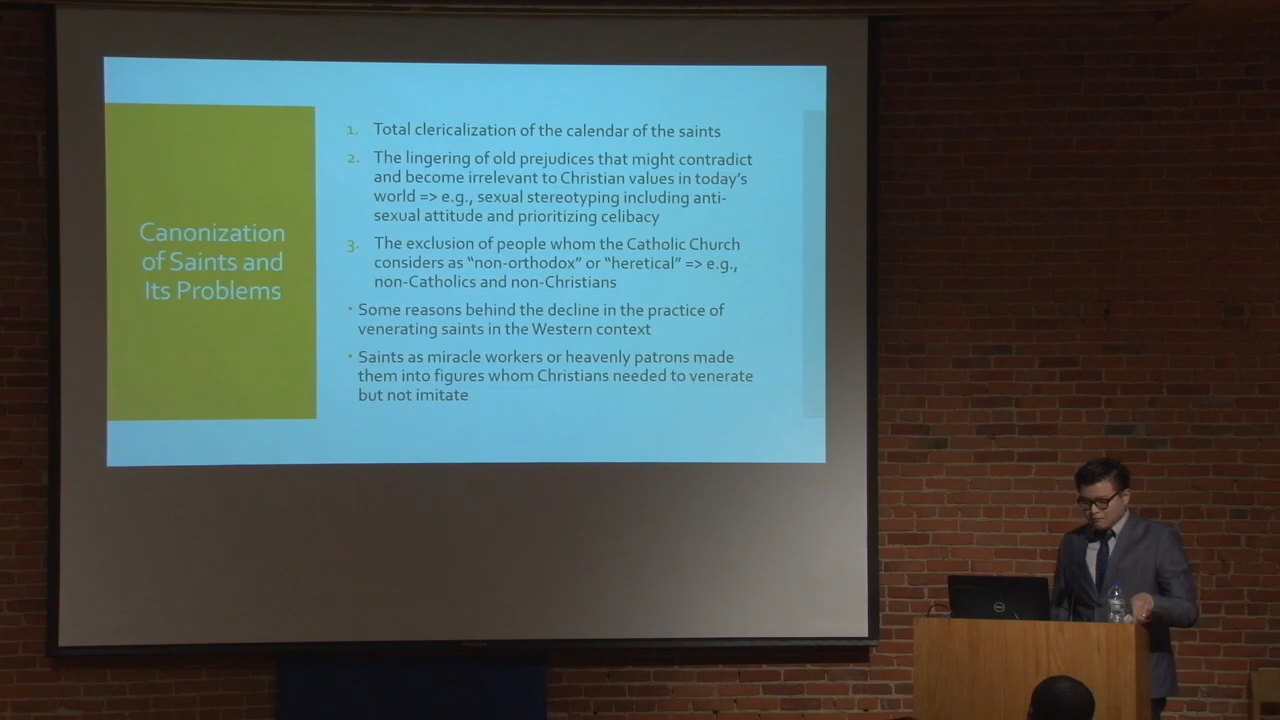 Canonization
of Saints and
Its Problems
1. Total clericalization of the calendar of the saints
2. The lingering of old prejudices that might contradict
and become irrelevant to Christian values in today's
world => e.g., sexual stereotyping including anti-
sexual attitude and prioritizing celibacy
3. The exclusion of people whom the Catholic Church
considers as “non-orthodox” or “heretical” => e.g.,
non-Catholics and non-Christians
• Some reasons behind the decline in the practice of
venerating saints in the Western context
• Saints as miracle workers or heavenly patrons made
them into figures whom Christians needed to venerate
but not imitate
DELL